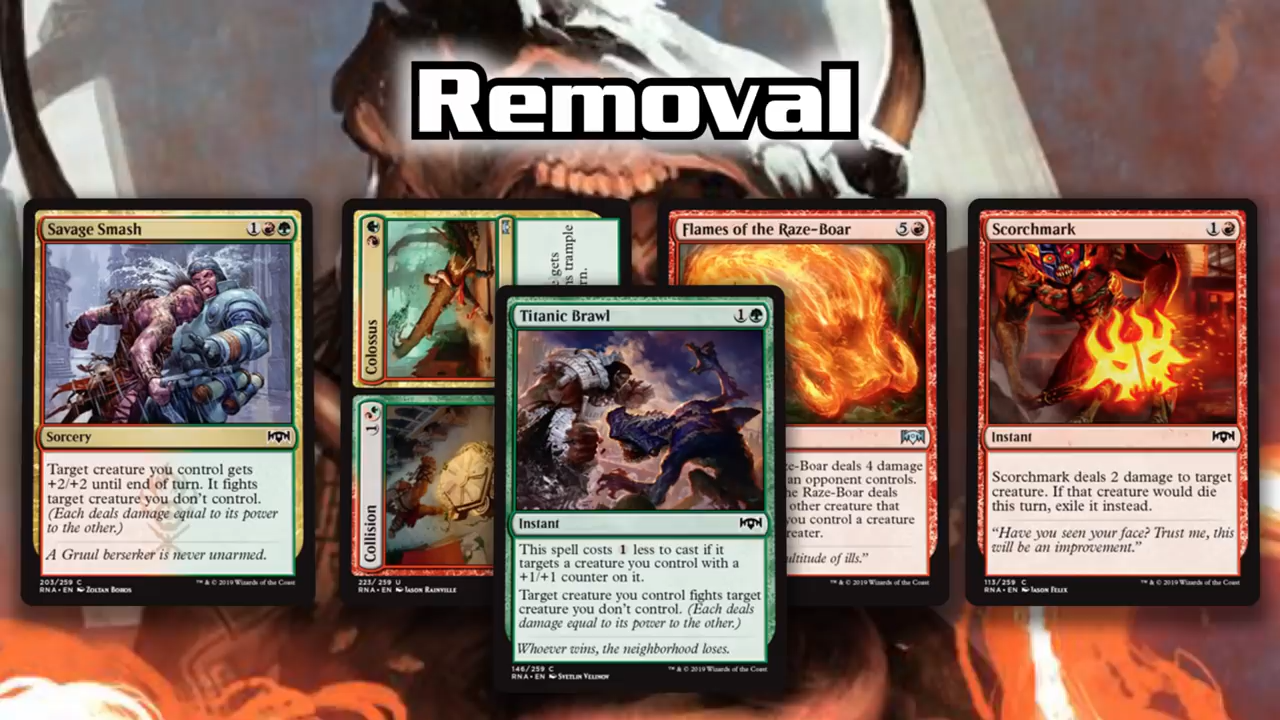 Removal
Savage Smash
1
Sorcery
Target creature you control gets
+2/+2 until end of turn. It fights
target creature you don't control.
(Each deals damage equal to its power
to the other.)
A Gruul berserker is never unarmed.
203/259 C
RNA • EN Zoltan Boros
™ & © 2019 Wizards of the Coast
Colossus
e gets
ns trample
rn.
Collision
1
223/259 U
RNA • EN Jason Rainville
Titanic Brawl
1
Instant
This spell costs 1 less to cast if it
targets a creature you control with a
+1/+1 counter on it.
Target creature you control fights target
creature you don't control. (Each deals
damage equal to its power to the other.)
Whoever wins, the neighborhood loses.
146/259 C
RNA • EN Svetlin Velinov
™ & © 2019 Wizards of the Coast
Flames of the Raze-Boar
5
ze-Boar deals 4 damage
an opponent controls.
he Raze-Boar deals
other creature that
you control a creature
reater.
ultitude of ills."
™ & © 2019 Wizards of the Coast
Scorchmark
1
Instant
Scorchmark deals 2 damage to target
creature. If that creature would die
this turn, exile it instead.
"Have you seen your face? Trust me, this
will be an improvement."
113/259 C
RNA • EN Jason Felix
™ & © 2019 Wizards of the Coast